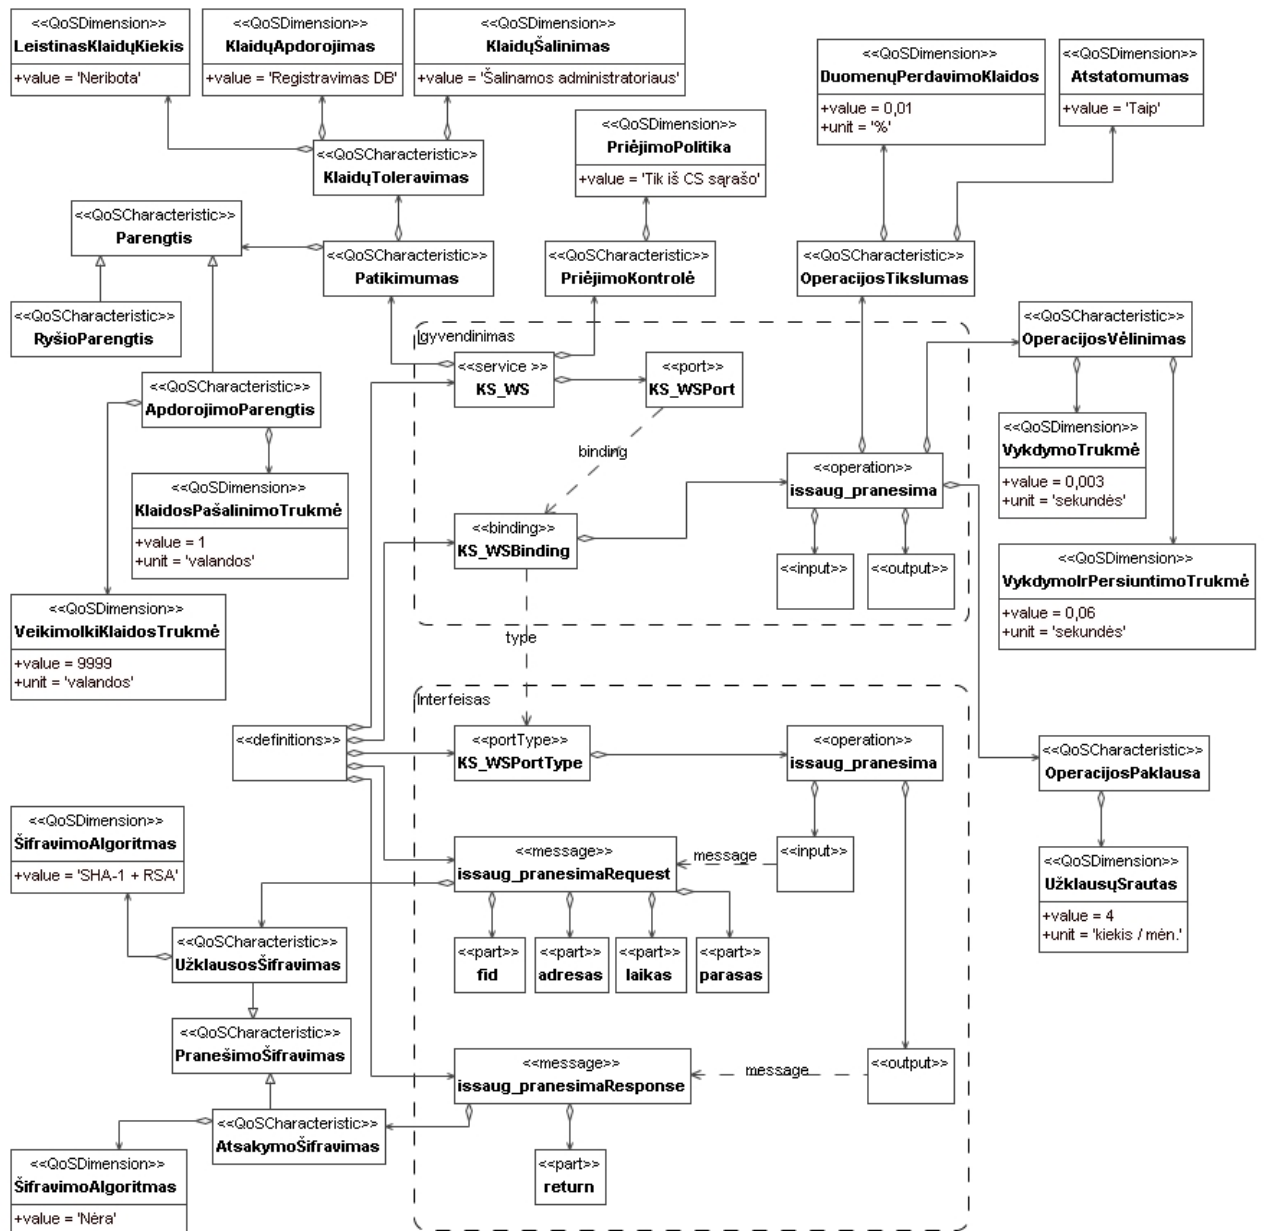 <<QoSDimension>>
LeistinasKlaidųKiekis
+value = 'Neribota'
<<QoSDimension>>
KlaidųApdorojimas
+value = 'Registravimas DB'
<<QoSDimension>>
KlaidųŠalinimas
+value = 'Šalinamos administratoriaus'
<<QoSDimension>>
DuomenųPerdavimoKlaidos
+value = 0,01
+unit = '%'
<<QoSDimension>>
Atstatomumas
+value = 'Taip'
<<QoSDimension>>
PriėjimoPolitika
+value = 'Tik iš CS sąrašo'
<<QoSCharacteristic>>
KlaidųToleravimas
<<QoSCharacteristic>>
Parengtis
<<QoSCharacteristic>>
Patikimumas
<<QoSCharacteristic>>
PriėjimoKontrolė
<<QoSCharacteristic>>
OperacijosTikslumas
<<QoSCharacteristic>>
RyšioParengtis
<<QoSCharacteristic>>
OperacijosVėlinimas
Įgyvendinimas
<<service >>
KS_WS
<<port>>
KS_WSPort
<<QoSCharacteristic>>
ApdorojimoParengtis
binding
<<QoSDimension>>
VykdymoTrukmė
+value = 0,003
+unit = 'sekundės'
<<operation>>
issaug_pranesima
<<QoSDimension>>
KlaidosPašalinimoTrukmė
+value = 1
+unit = 'valandos'
<<binding>>
KS_WSBinding
<<input>>
<<output>>
<<QoSDimension>>
VykdymoIrPersiuntimoTrukmė
+value = 0,06
+unit = 'sekundės'
<<QoSDimension>>
VeikimoIkiKlaidosTrukmė
+value = 9999
+unit = 'valandos'
type
Interfeisas
<<definitions>>
<<portType>>
KS_WSPortType
<<operation>>
issaug_pranesima
<<QoSCharacteristic>>
OperacijosPaklausa
<<QoSDimension>>
ŠifravimoAlgoritmas
+value = 'SHA-1 + RSA'
<<message>>
issaug_pranesimaRequest
message
<<input>>
<<QoSDimension>>
UžklausųSrautas
+value = 4
+unit = 'kiekis / mėn.'
<<QoSCharacteristic>>
UžklausosŠifravimas
<<part>>
fid
<<part>>
adresas
<<part>>
laikas
<<part>>
parasas
<<QoSCharacteristic>>
PranešimoŠifravimas
<<message>>
issaug_pranesimaResponse
message
<<output>>
<<QoSCharacteristic>>
AtsakymoŠifravimas
<<QoSDimension>>
ŠifravimoAlgoritmas
+value = 'Nėra'
<<part>>
return